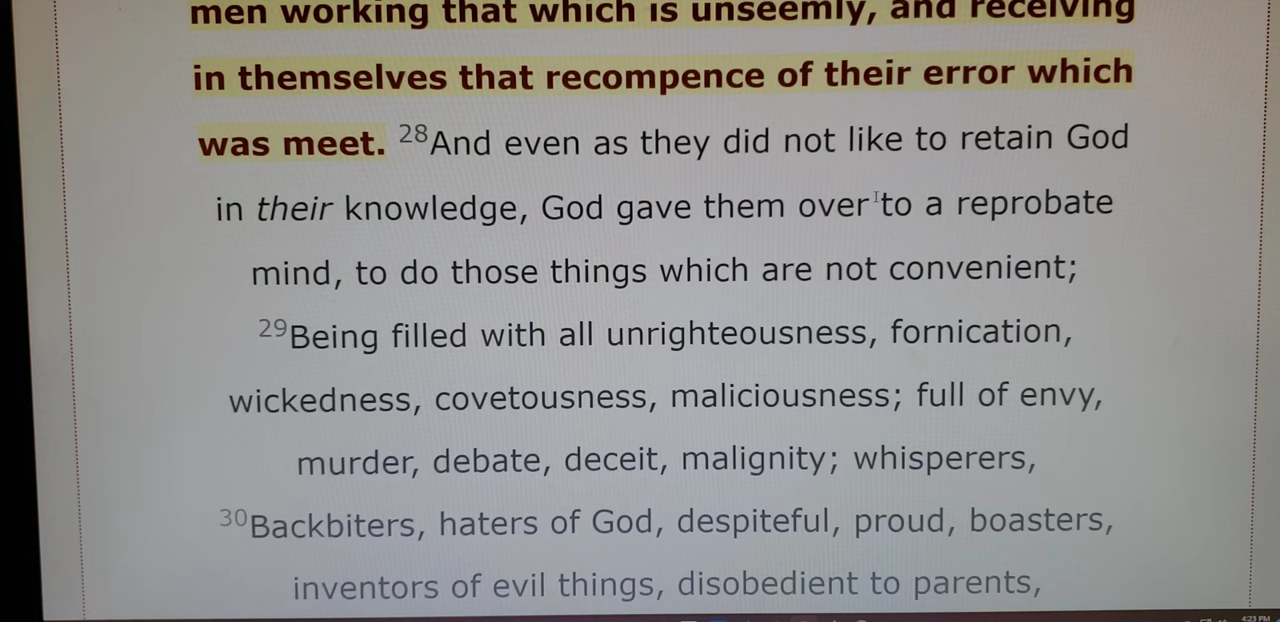 men working that which is unseemly, and receiving
in themselves that recompence of their error which
was meet. 28And even as they did not like to retain God
in their knowledge, God gave them over to a reprobate
mind, to do those things which are not convenient;
29Being filled with all unrighteousness, fornication,
wickedness, covetousness, maliciousness; full of envy,
murder, debate, deceit, malignity; whisperers,
30Backbiters, haters of God, despiteful, proud, boasters,
inventors of evil things, disobedient to parents,
4:23 PM